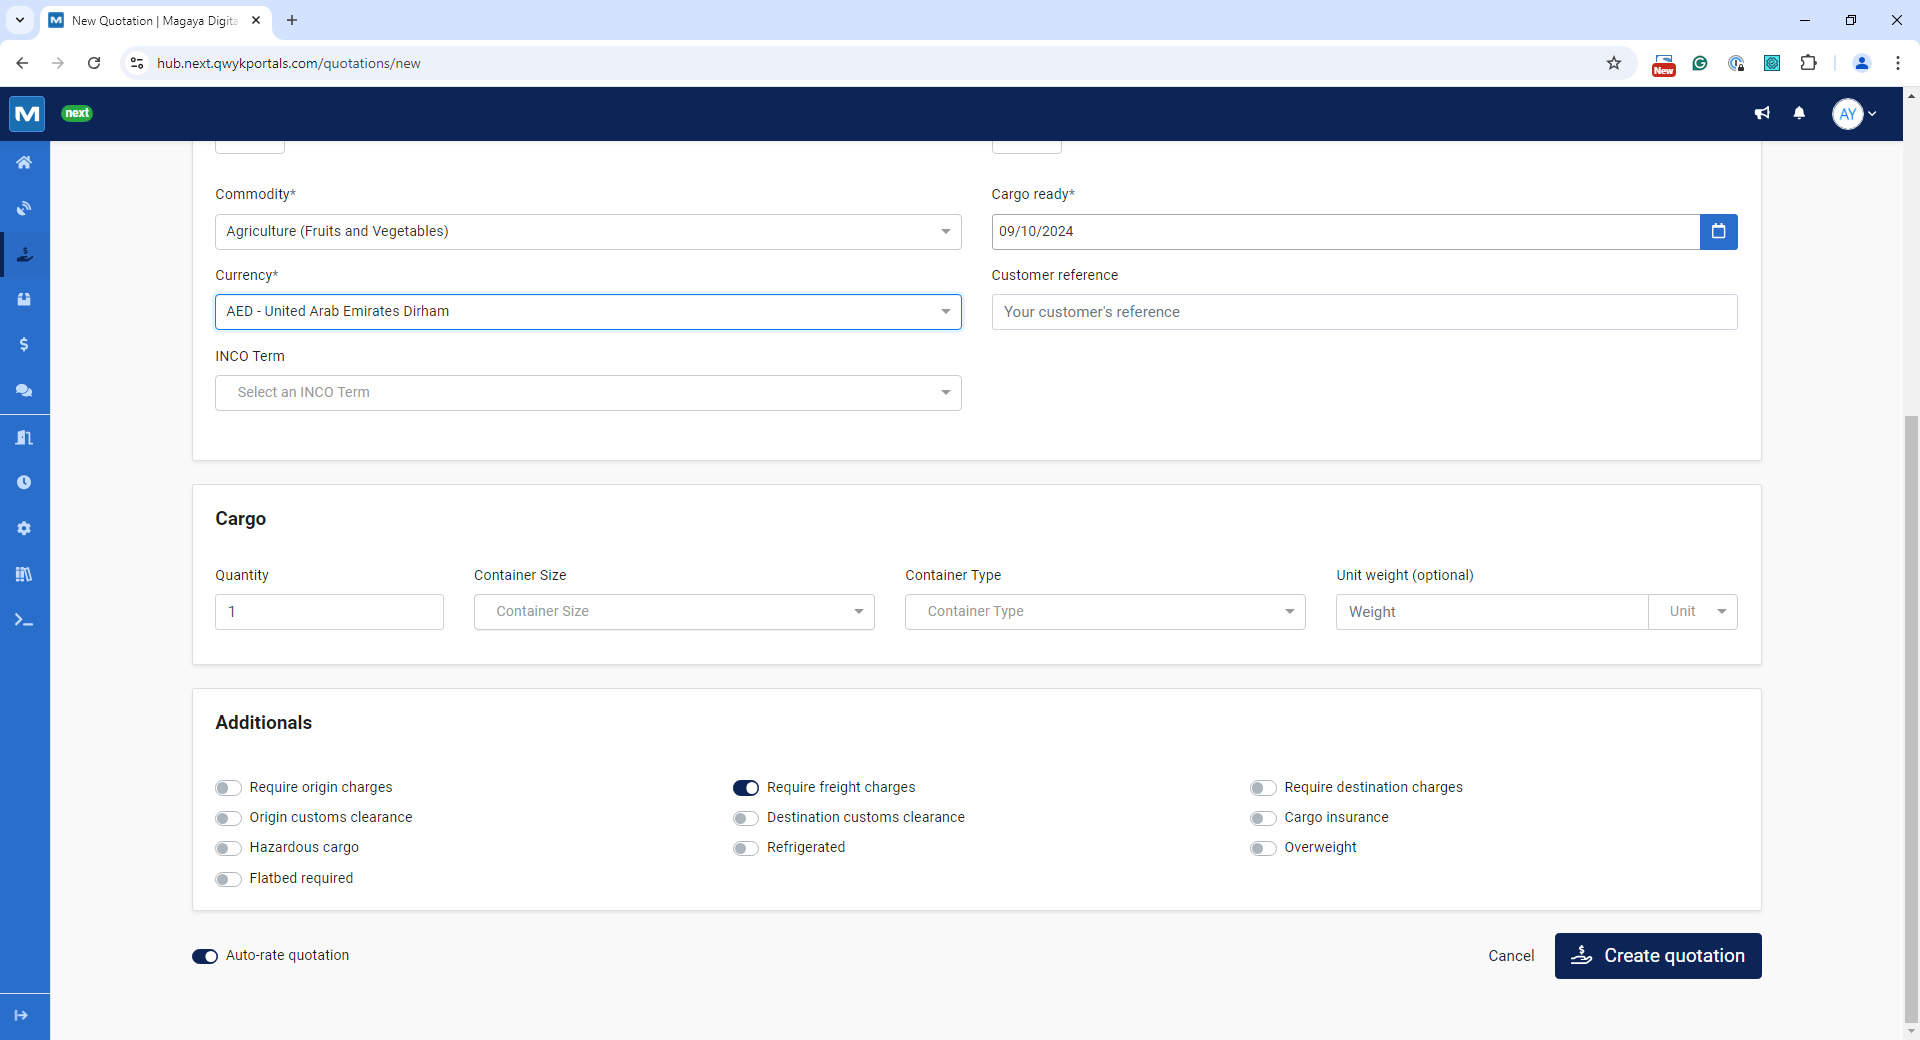 New Quotation | Magaya Digita
hub.next.qwykportals.com/quotations/new
New
next
AY
Commodity*
Cargo ready*
Agriculture (Fruits and Vegetables)
09/10/2024
Currency*
Customer reference
AED - United Arab Emirates Dirham
Your customer's reference
INCO Term
Select an INCO Term
Cargo
Quantity
Container Size
Container Type
Unit weight (optional)
1
Container Size
Container Type
Weight
Unit
Additionals
Require origin charges
Require freight charges
Require destination charges
Origin customs clearance
Destination customs clearance
Cargo insurance
Hazardous cargo
Refrigerated
Overweight
Flatbed required
Auto-rate quotation
Cancel
Create quotation